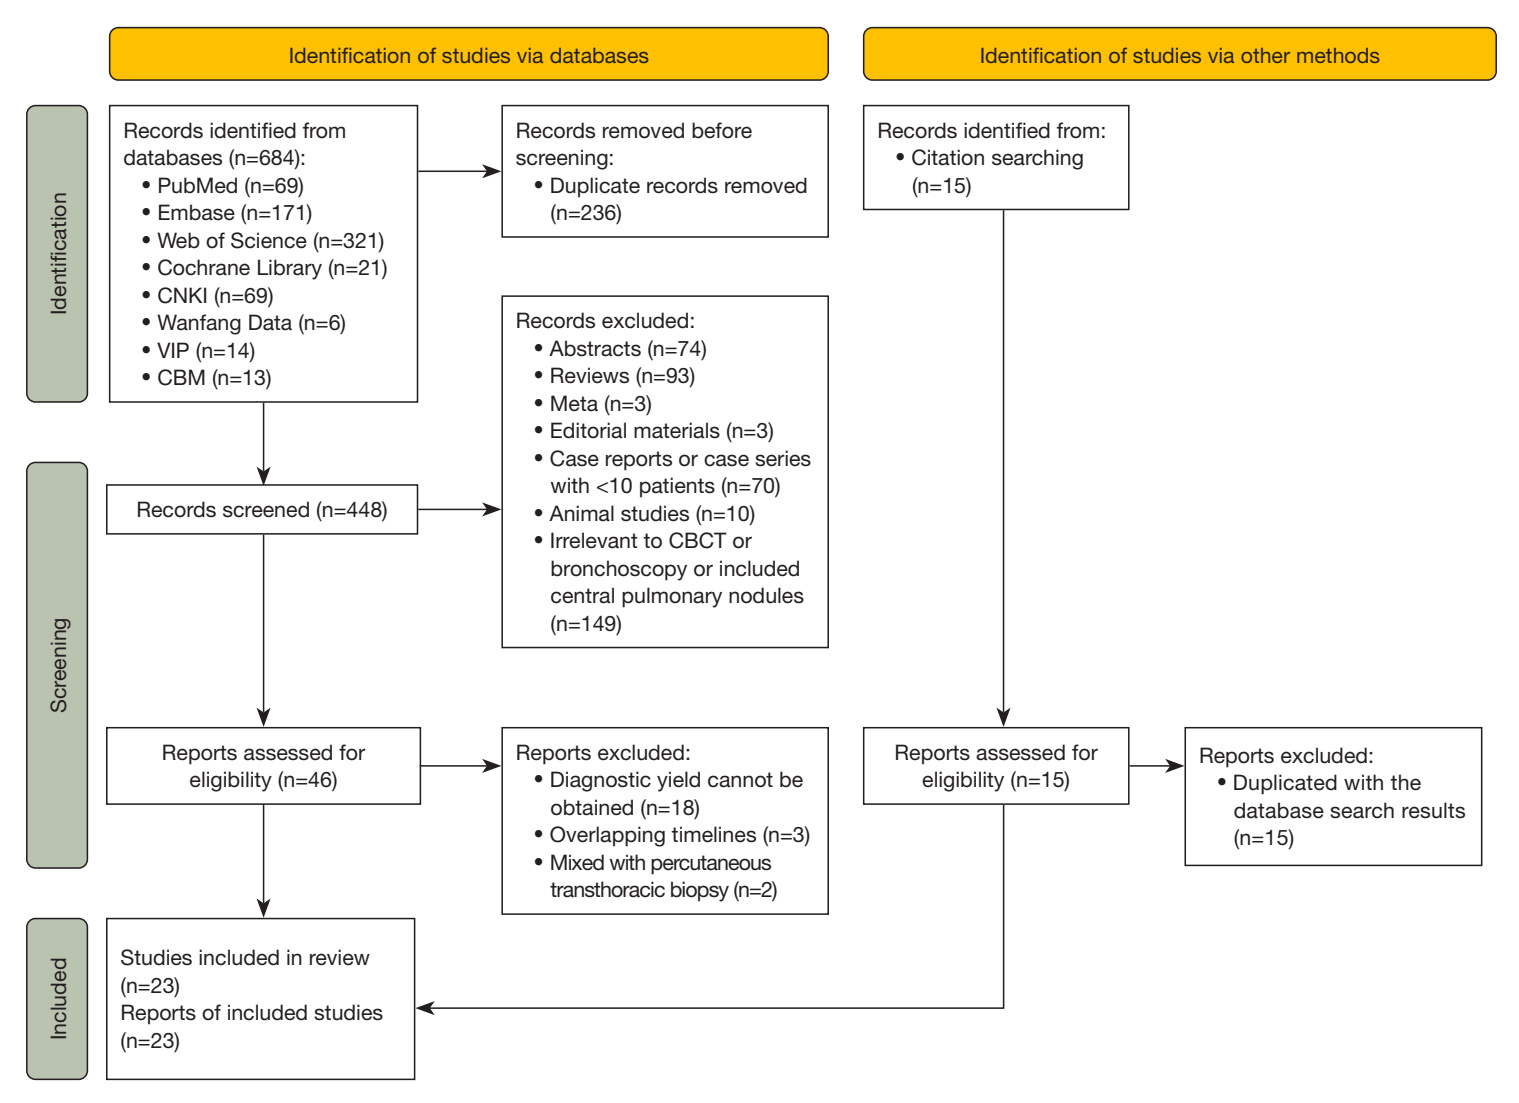 Identification of studies via databases
Identification of studies via other methods
Identification
Records identified from
databases (n=684):
• PubMed (n=69)
• Embase (n=171)
• Web of Science (n=321)
• Cochrane Library (n=21)
• CNKI (n=69)
• Wanfang Data (n=6)
• VIP (n=14)
• CBM (n=13)
Records removed before
screening:
• Duplicate records removed
(n=236)
Records identified from:
• Citation searching
(n=15)
Screening
Records screened (n=448)
Records excluded:
• Abstracts (n=74)
• Reviews (n=93)
• Meta (n=3)
• Editorial materials (n=3)
• Case reports or case series
with <10 patients (n=70)
• Animal studies (n=10)
• Irrelevant to CBCT or
bronchoscopy or included
central pulmonary nodules
(n=149)
Reports assessed for
eligibility (n=46)
Reports excluded:
• Diagnostic yield cannot be
obtained (n=18)
• Overlapping timelines (n=3)
• Mixed with percutaneous
transthoracic biopsy (n=2)
Reports assessed for
eligibility (n=15)
Reports excluded:
• Duplicated with the
database search results
(n=15)
Included
Studies included in review
(n=23)
Reports of included studies
(n=23)